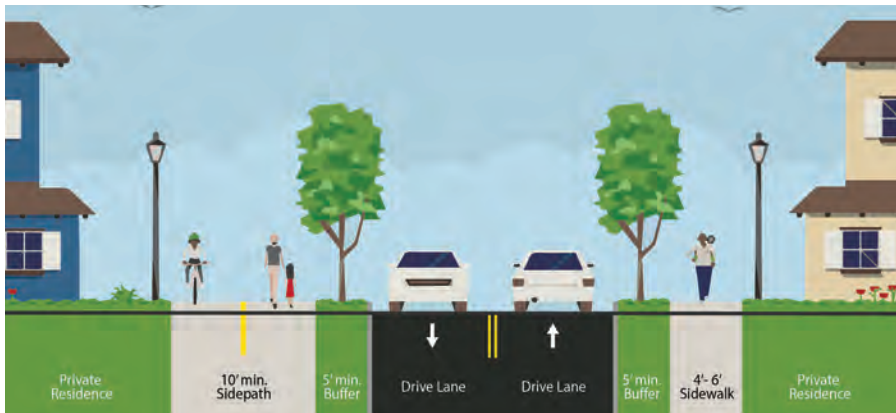 Private
Residence
10' min.
Sidepath
5' min.
Buffer
Drive Lane
Drive Lane
5' min.
Buffer
4'- 6'
Sidewalk
Private
Residence